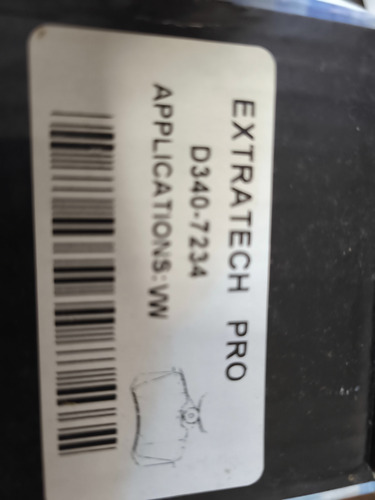 EXTRATECH PRO
D340-7234
APPLICATIONS:VW